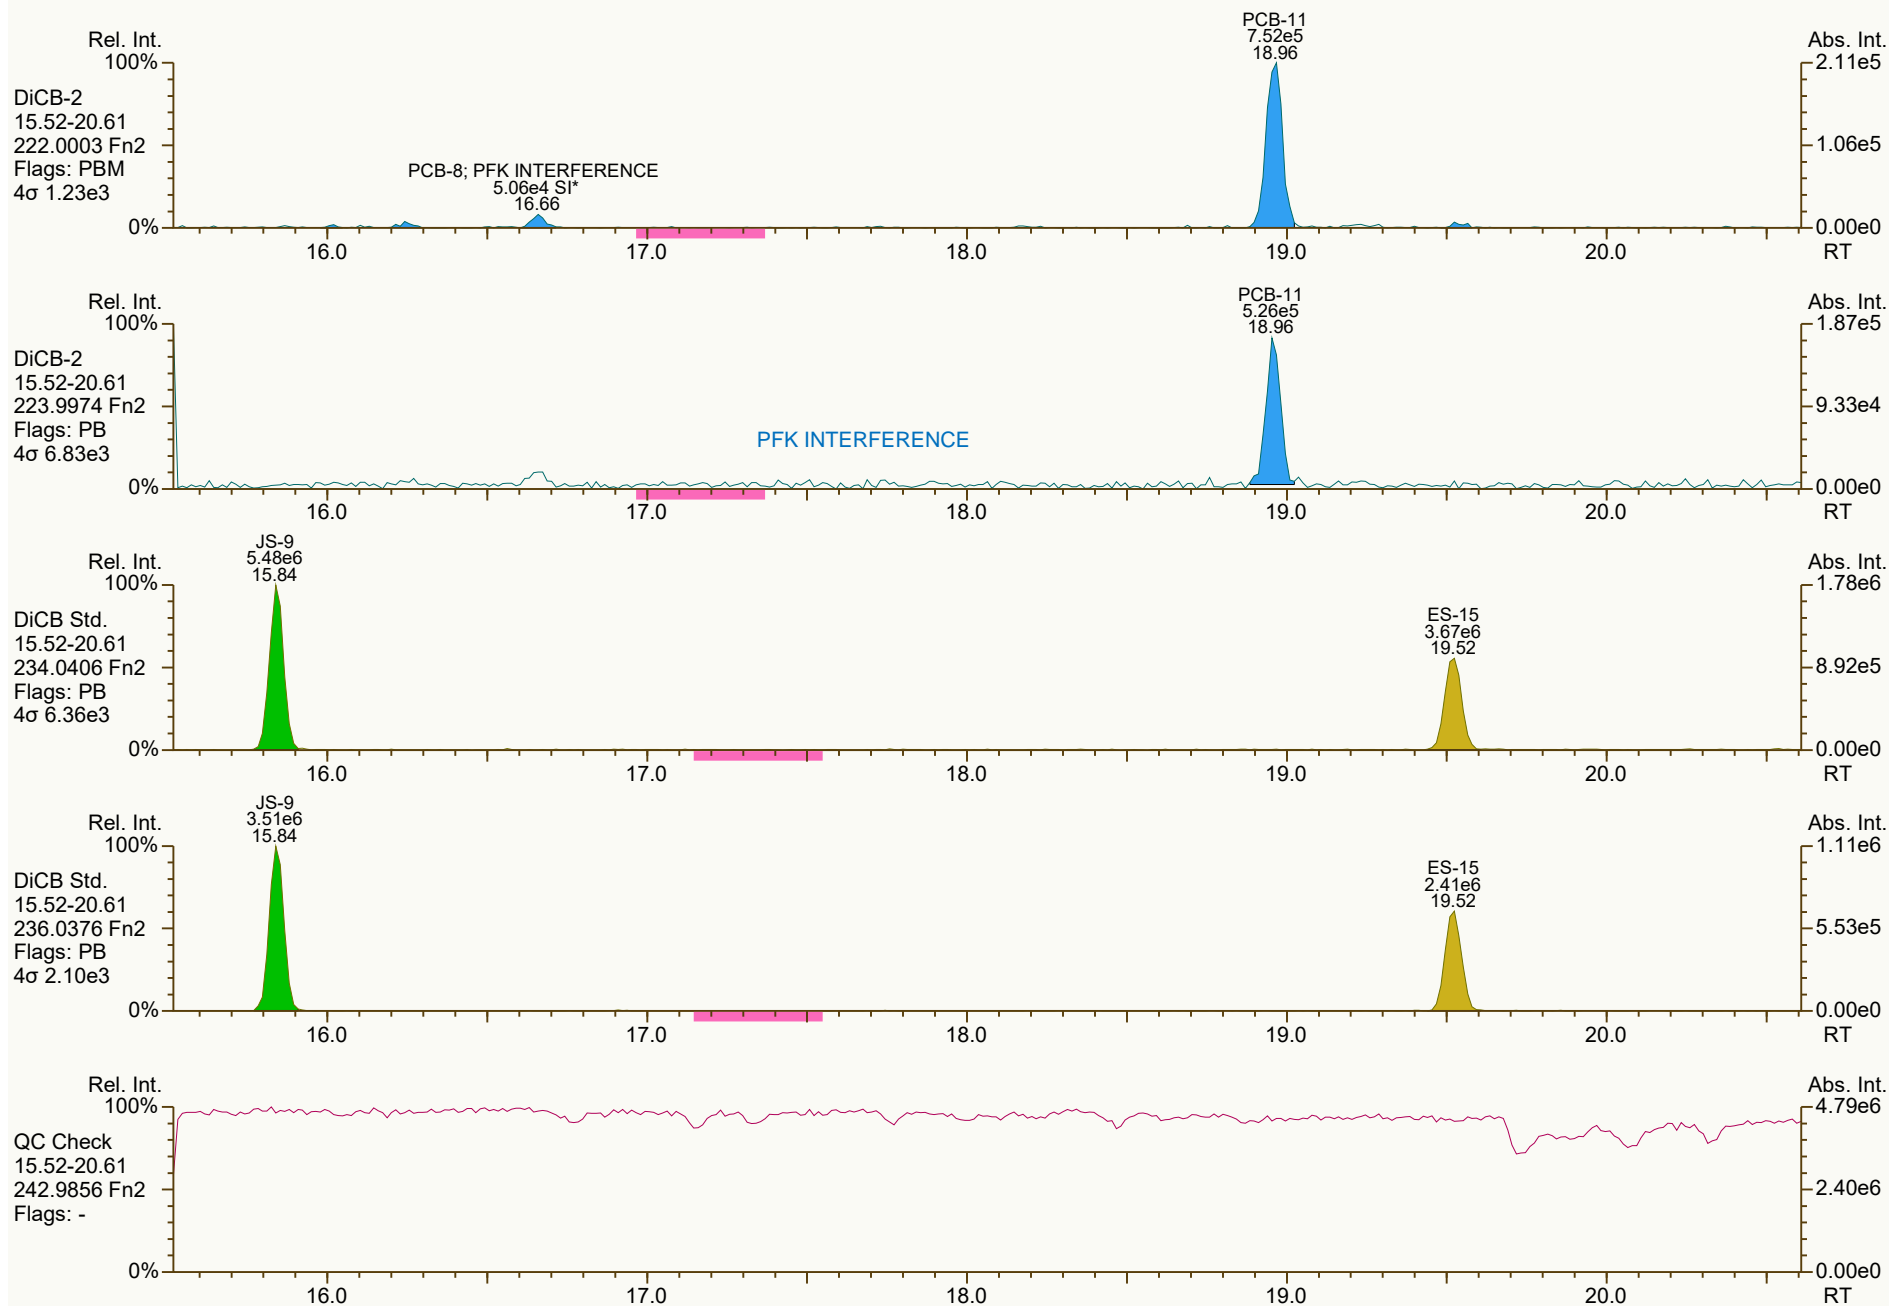 PCB-11
7.52e5
18.96
Rel. Int.
Abs. Int.
100%
2.11e5
DiCB-2
15.52-20.61
222.0003 Fn2
1.06e5
Flags: PBM
4σ 1.23e3
PCB-8; PFK INTERFERENCE
5.06e4 SI*
16.66
0%
0.00e0
16.0 17.0 18.0 19.0 20.0 RT
PCB-11
5.26e5
18.96
Rel. Int.
Abs. Int.
100%
1.87e5
DiCB-2
15.52-20.61
223.9974 Fn2
9.33e4
Flags: PB
4σ 6.83e3
PFK INTERFERENCE
0%
0.00e0
16.0 17.0 18.0 19.0 20.0 RT
JS-9
5.48e6
15.84
Rel. Int.
Abs. Int.
100%
1.78e6
DiCB Std.
15.52-20.61
234.0406 Fn2
8.92e5
Flags: PB
4σ 6.36e3
ES-15
3.67e6
19.52
0%
0.00e0
16.0 17.0 18.0 19.0 20.0 RT
JS-9
3.51e6
15.84
Rel. Int.
Abs. Int.
100%
1.11e6
DiCB Std.
15.52-20.61
236.0376 Fn2
5.53e5
Flags: PB
4σ 2.10e3
ES-15
2.41e6
19.52
0%
0.00e0
16.0 17.0 18.0 19.0 20.0 RT
Rel. Int.
Abs. Int.
100%
4.79e6
QC Check
15.52-20.61
242.9856 Fn2
2.40e6
Flags: -
0%
0.00e0
16.0 17.0 18.0 19.0 20.0 RT